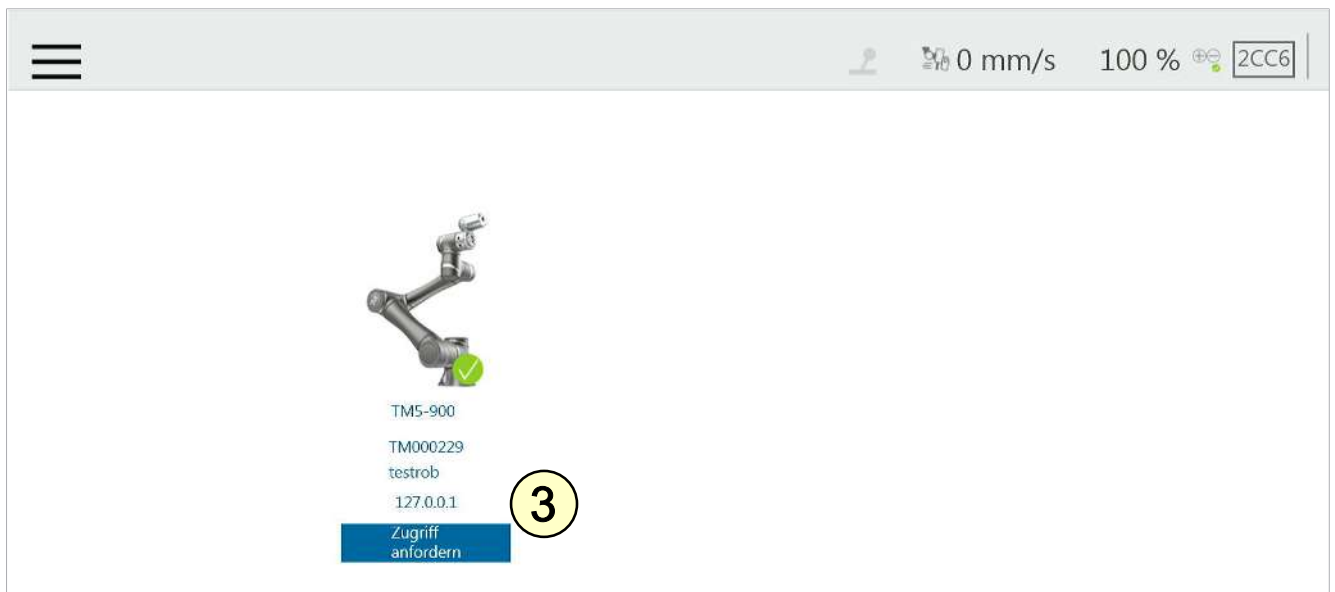 0 mm/s 100 % 2CC6
TM5-900
TM000229
testrob
127.0.0.1
3
Zugriff
anfordern